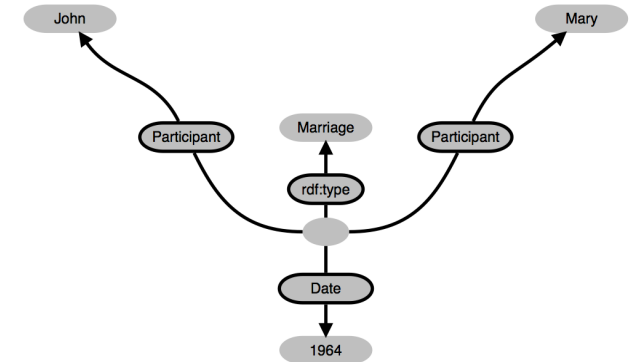 John
Mary
Marriage
Participant
Participant
rdf:type
Date
1964